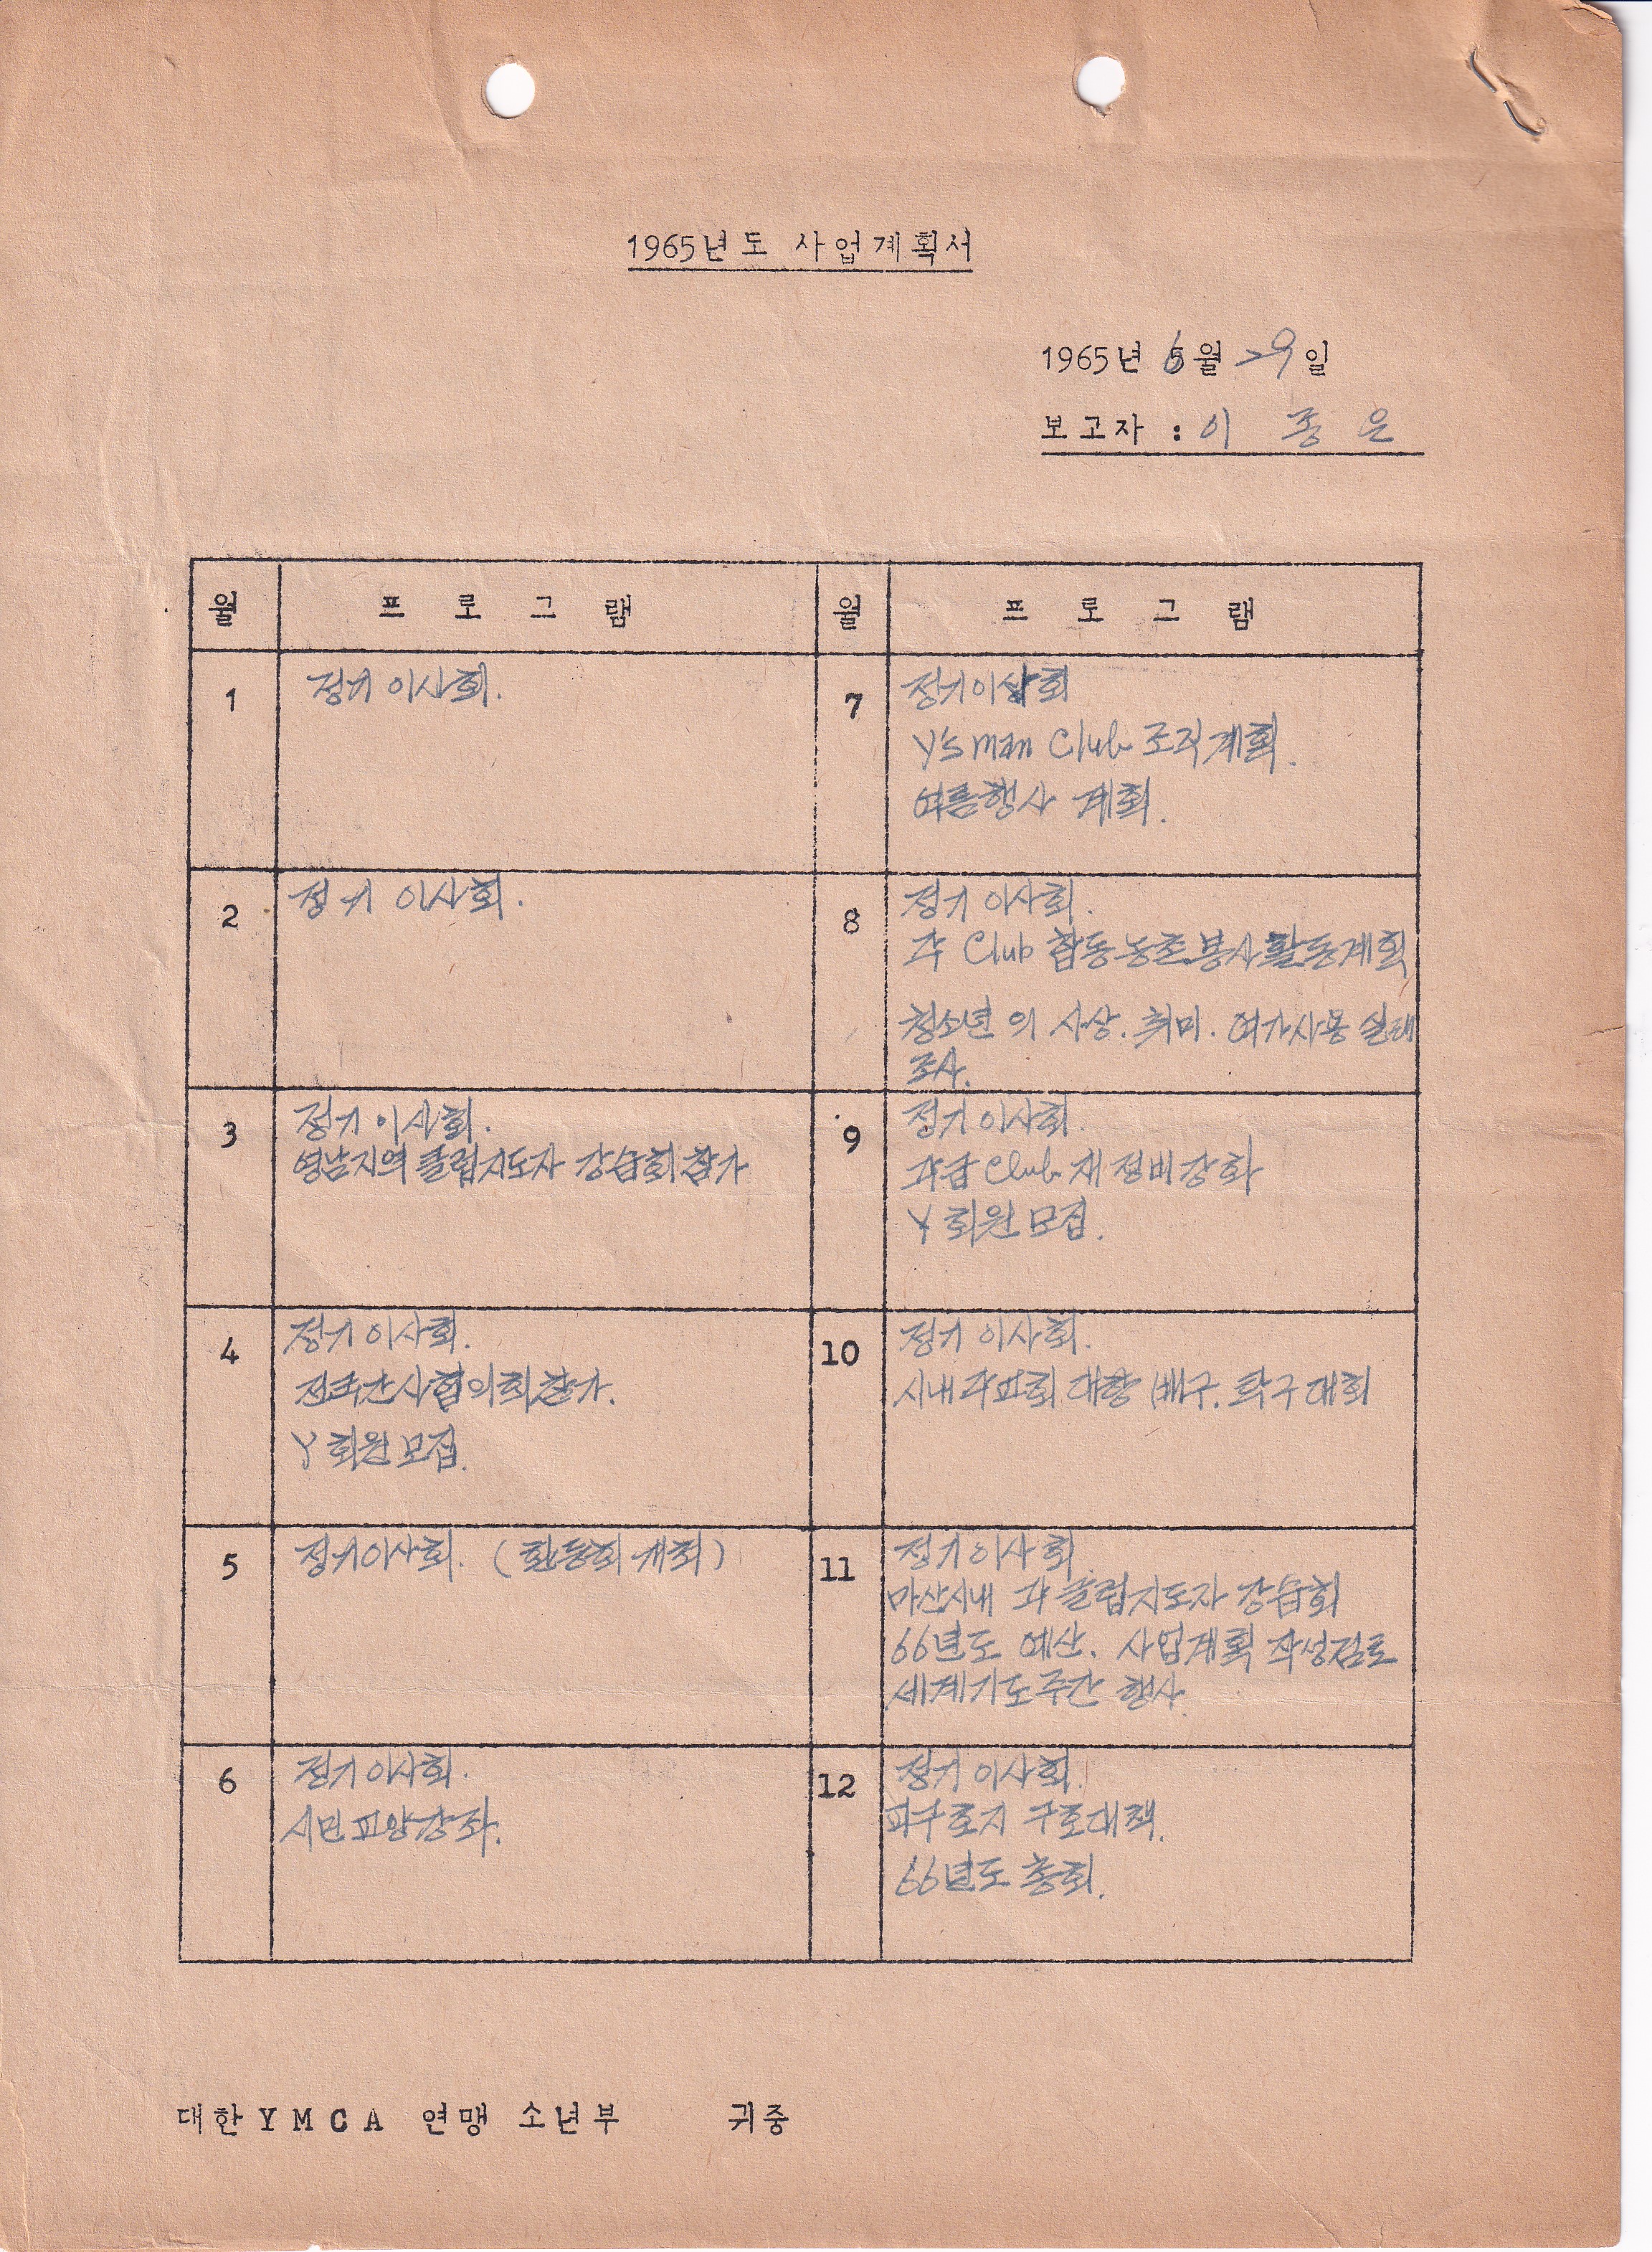 1965년도 사업계획서
1965년 6월 29일
보고자 : 이 종 은
월 프 로 그 램 월 프 로 그 램
1 정기 이사회.
2 정기 이사회.
3 정기 이사회.
영남지역 클럽지도자 강습회 참가
4 정기 이사회.
전국간사협의회참가.
Y 회원모집.
5 정기이사회. (
6 정기이사회.
시민교양강좌.
7 정기이사회
Y's man Club 조직계획.
여름행사 계획.
8 정기 이사회.
각 Club 합동농촌봉사활동계획
청소년 의 사상. 취미. 여가사용 실태
조사.
9 정기 이사회.
각급 Club 재정비강화
Y 회원모집.
10 정기 이사회.
시내각교회 대항 배구. 탁구대회
11 정기이사회
마산시내 각 클럽지도자 강습회
66년도 예산. 사업계획 작성검토
세계기도주간 행사
12 정기 이사회.
구호대책.
66년도 총회.
대한YMCA 연맹 소년부 귀중